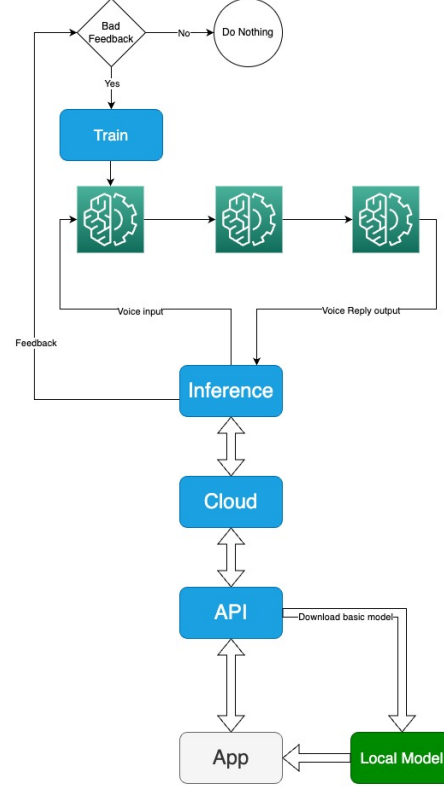 Bad
Feedback
No
Do Nothing
Yes
Train
Voice input
Voice Reply output
Feedback
Inference
Cloud
API
Download basic model
App
Local Model